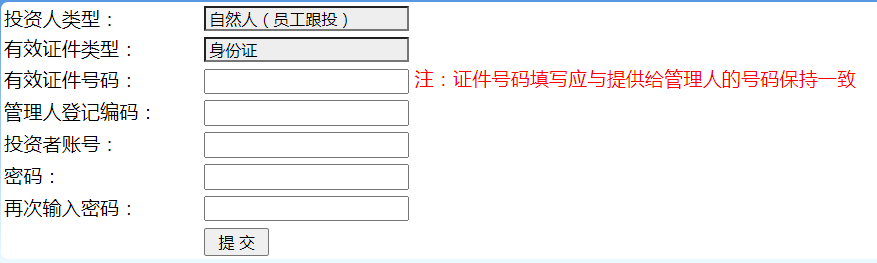 投资人类型： 自然人（员工跟投）
有效证件类型： 身份证
有效证件号码： 注：证件号码填写应与提供给管理人的号码保持一致
管理人登记编码：
投资者账号：
密码：
再次输入密码：
提 交